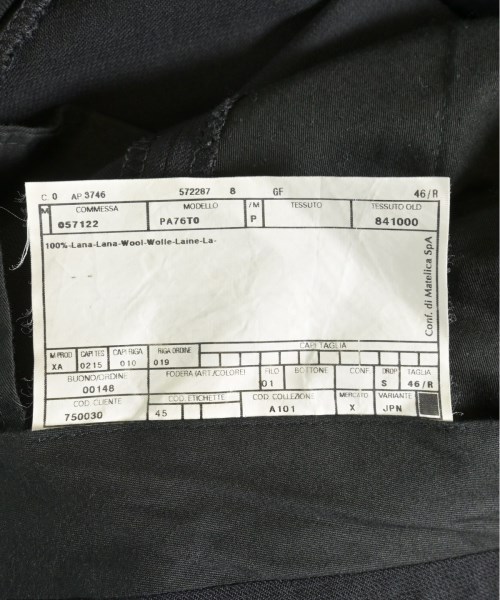 C. 0 AP 3746 572287 8 GF 46/R
M COMMESSA MODELLO /M TESSUTO TESSUTO OLD
057122 PA76T0 P 841000
100%-Lana-Lana-Wool-Wolle-Laine-La-
Conf. di Matelica SpA
M.PROD CAPI TES CAPI RIGA RIGA ORDINE CAPI TAGLIA
XA 0215 010 019
BUONO/ORDINE FODERA (ART./COLORE) FILO BOTTONE CONF DROP TAGLIA
00148 01 S 46/R
COD. CLIENTE COD. ETICHETTE COD. COLLEZIONE MERCATO VARIANTE
750030 45 A101 X JPN